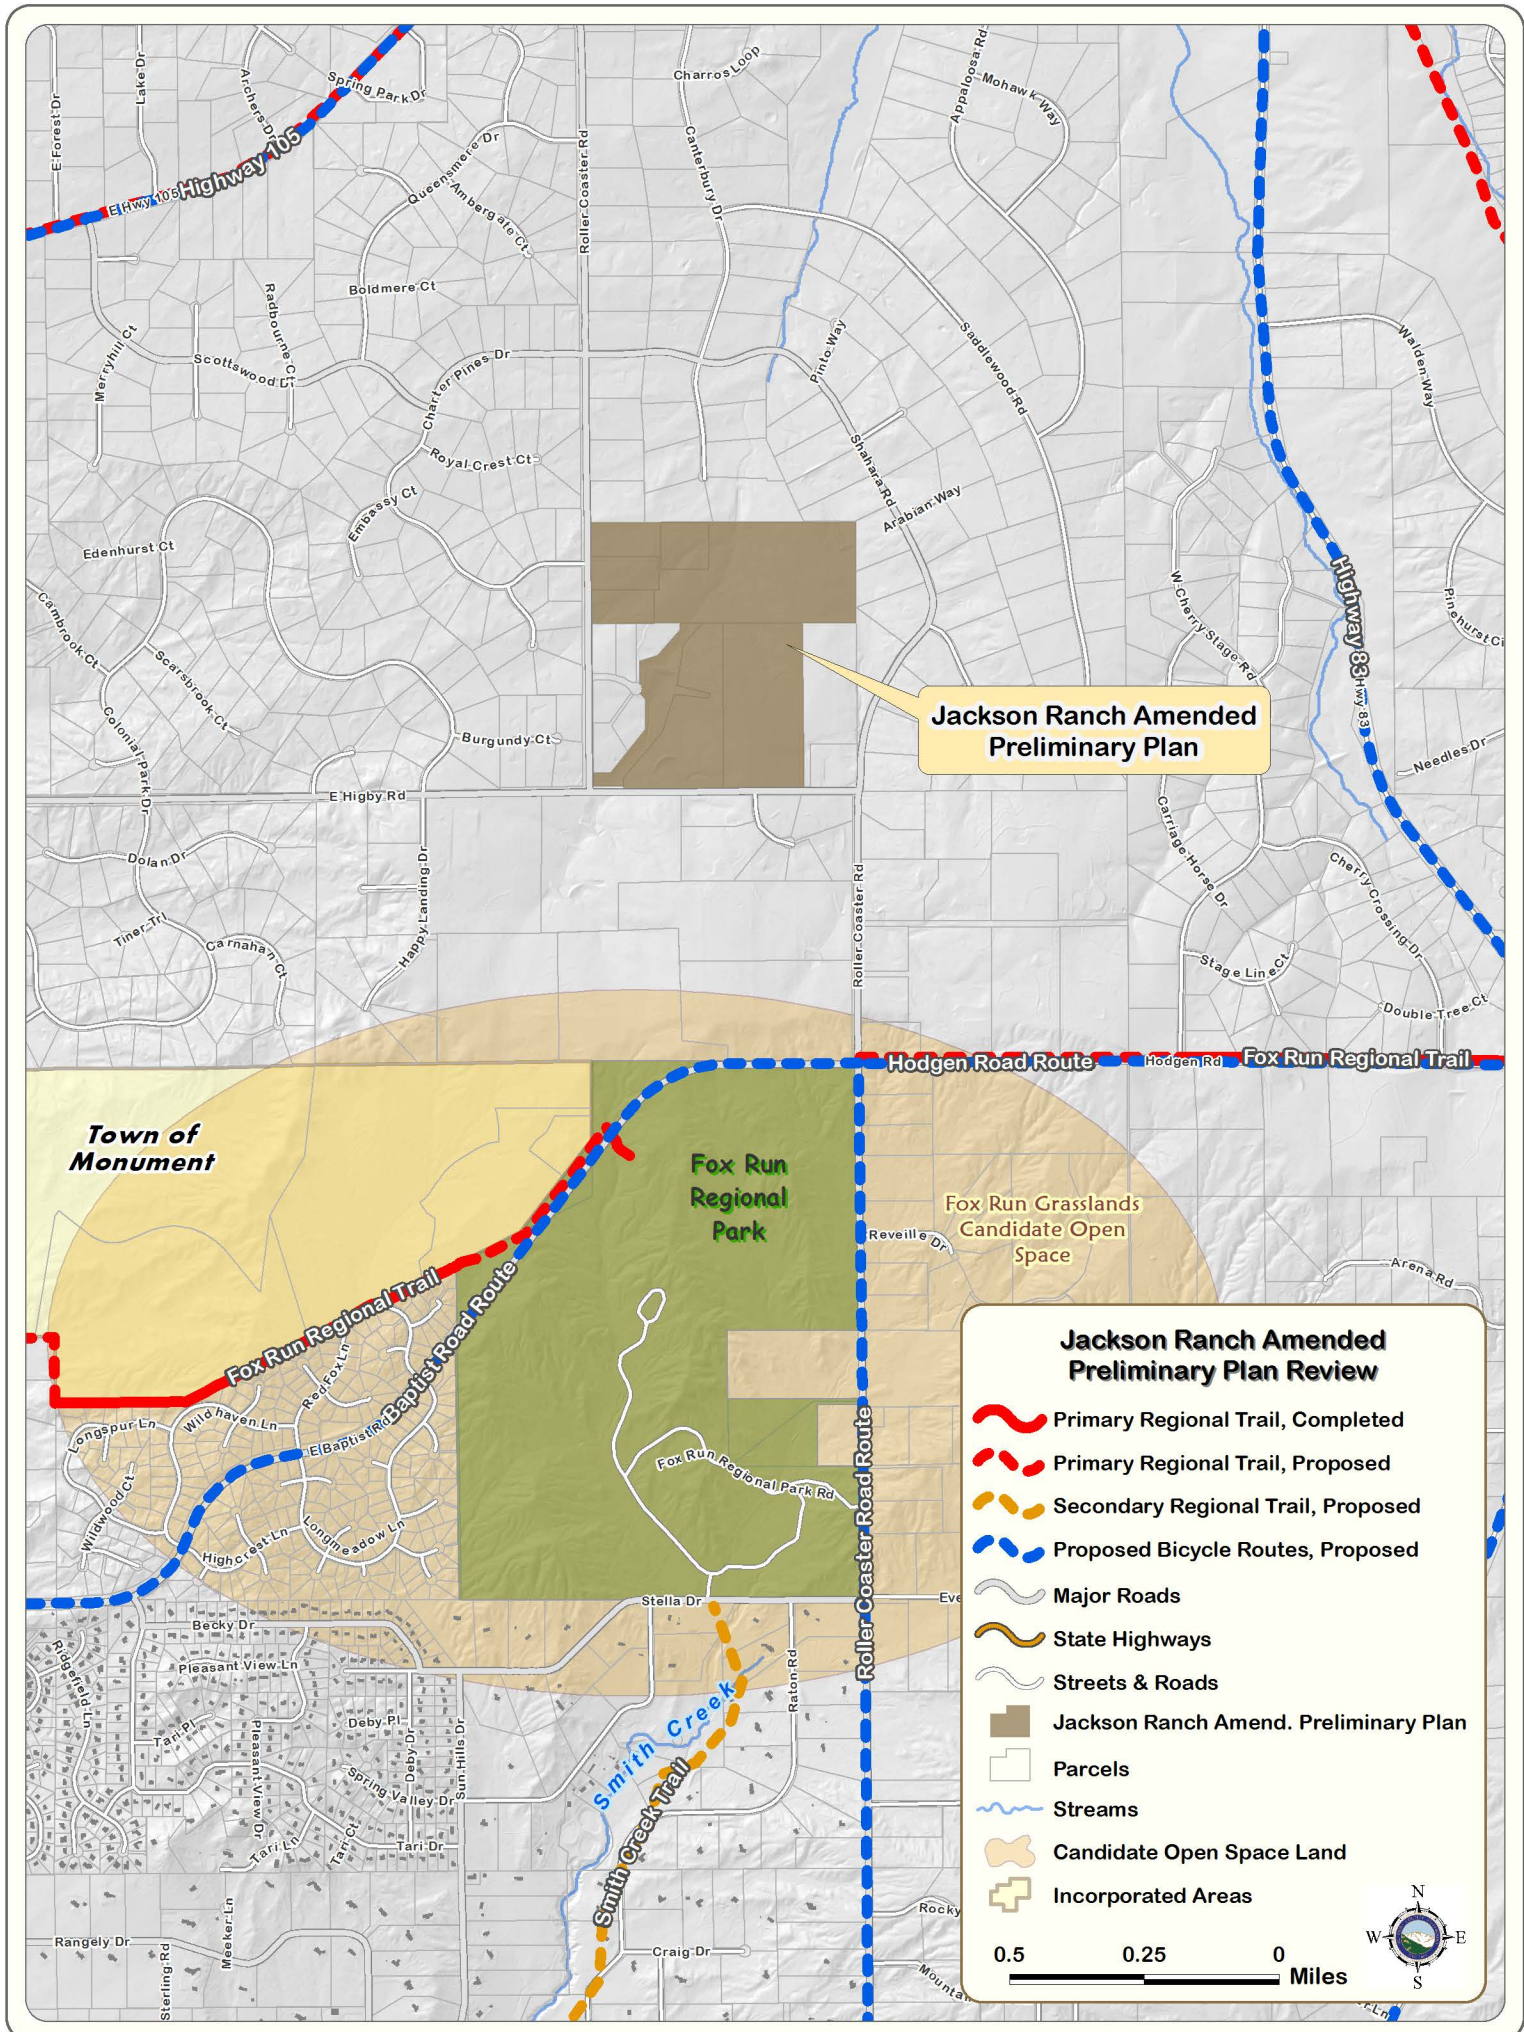 E Forest Dr
Lake Dr
Archers Dr
Spring Park Dr
E Hwy 105
Highway 105
Queensmere Dr
Ambergate Ct
Roller Coaster Rd
Charros Loop
Canterbury Dr
Appaloosa Rd
Mohawk Way
Boldmere Ct
Radbourne Ct
Merryhill Ct
Scottswood D
Charter Pines Dr
Pinto Way
Saddlewood Rd
Walden Way
Royal Crest Ct
Embassy Ct
Shahara Rd
Arabian Way
Edenhurst Ct
Cambrook Ct
Scarsbrook Ct
Colonial Park Dr
Burgundy Ct
W Cherry Stage Rd
Highway 83
Hwy 83
Pinehurst Ci
Needles Dr
Jackson Ranch Amended
Preliminary Plan
E Higby Rd
Dolan Dr
Tiner Trl
Carnahan Ct
Happy Landing Dr
Roller Coaster Rd
Carriage Horse Dr
Cherry Crossing Dr
Stage Line Ct
Double Tree Ct
Hodgen Road Route
Hodgen Rd
Fox Run Regional Trail
Town of
Monument
Fox Run
Regional
Park
Fox Run Grasslands
Candidate Open
Space
Reveille Dr
Arena Rd
Fox Run Regional Trail
Baptist Road Route
E Baptist Rd
Red Fox Ln
Wildhaven Ln
Longspur Ln
Wildwood Ct
Highcrest Ln
Longmeadow Ln
Fox Run Regional Park Rd
Roller Coaster Road Route
Stella Dr
Eve
Becky Dr
Ridgefield Ln
Pleasant View Ln
Tari Pl
Deby Pl
Deby Dr
Sun Hills Dr
Pleasant View Dr
Spring Valley Dr
Tari Ln
Tari Ct
Tari Dr
Raton Rd
Smith Creek
Smith Creek Trail
Rangely Dr
Sterling Rd
Meeker Ln
Craig Dr
Rocky
Mountai
r Ln
Jackson Ranch Amended
Preliminary Plan Review
Primary Regional Trail, Completed
Primary Regional Trail, Proposed
Secondary Regional Trail, Proposed
Proposed Bicycle Routes, Proposed
Major Roads
State Highways
Streets & Roads
Jackson Ranch Amend. Preliminary Plan
Parcels
Streams
Candidate Open Space Land
Incorporated Areas
N
W
E
S
0.5
0.25
0
Miles